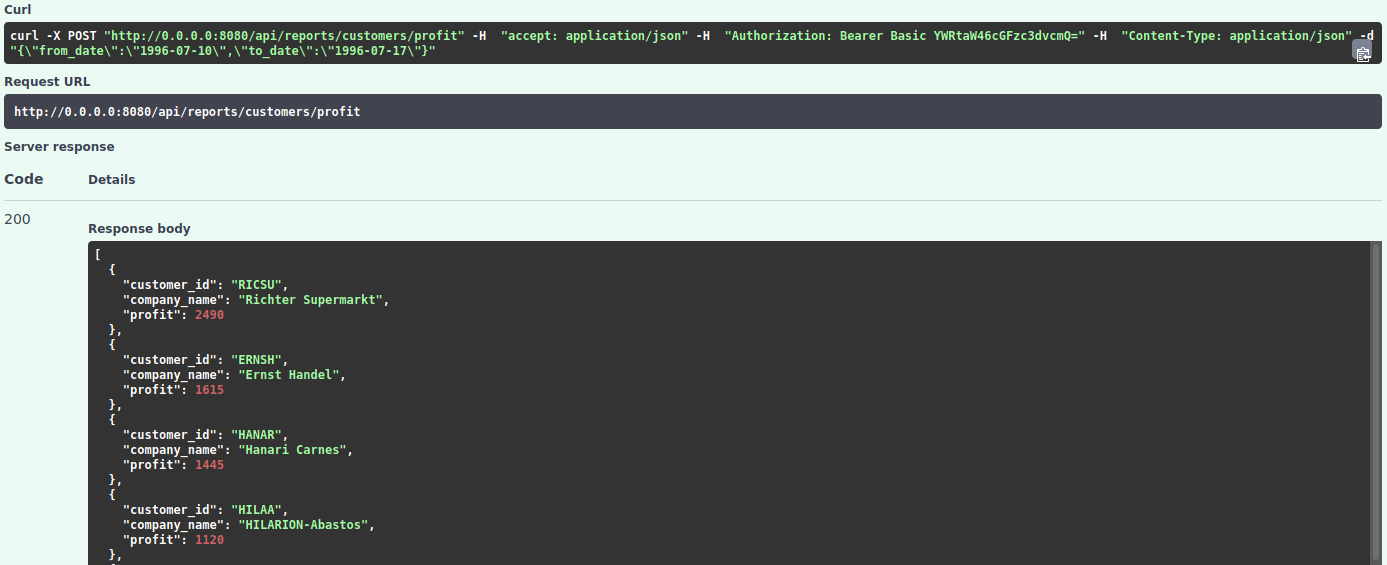 Curl
curl -X POST "http://0.0.0.0:8080/api/reports/customers/profit" -H  "accept: application/json" -H  "Authorization: Bearer Basic YWRtaW46cGFzc3dvcmQ=" -H  "Content-Type: application/json" -d
"{\"from_date\":\"1996-07-10\",\"to_date\":\"1996-07-17\"}"
Request URL
http://0.0.0.0:8080/api/reports/customers/profit
Server response
Code Details
200
Response body
[
{
"customer_id": "RICSU",
"company_name": "Richter Supermarkt",
"profit": 2490
},
{
"customer_id": "ERNSH",
"company_name": "Ernst Handel",
"profit": 1615
},
{
"customer_id": "HANAR",
"company_name": "Hanari Carnes",
"profit": 1445
},
{
"customer_id": "HILAA",
"company_name": "HILARION-Abastos",
"profit": 1120
},